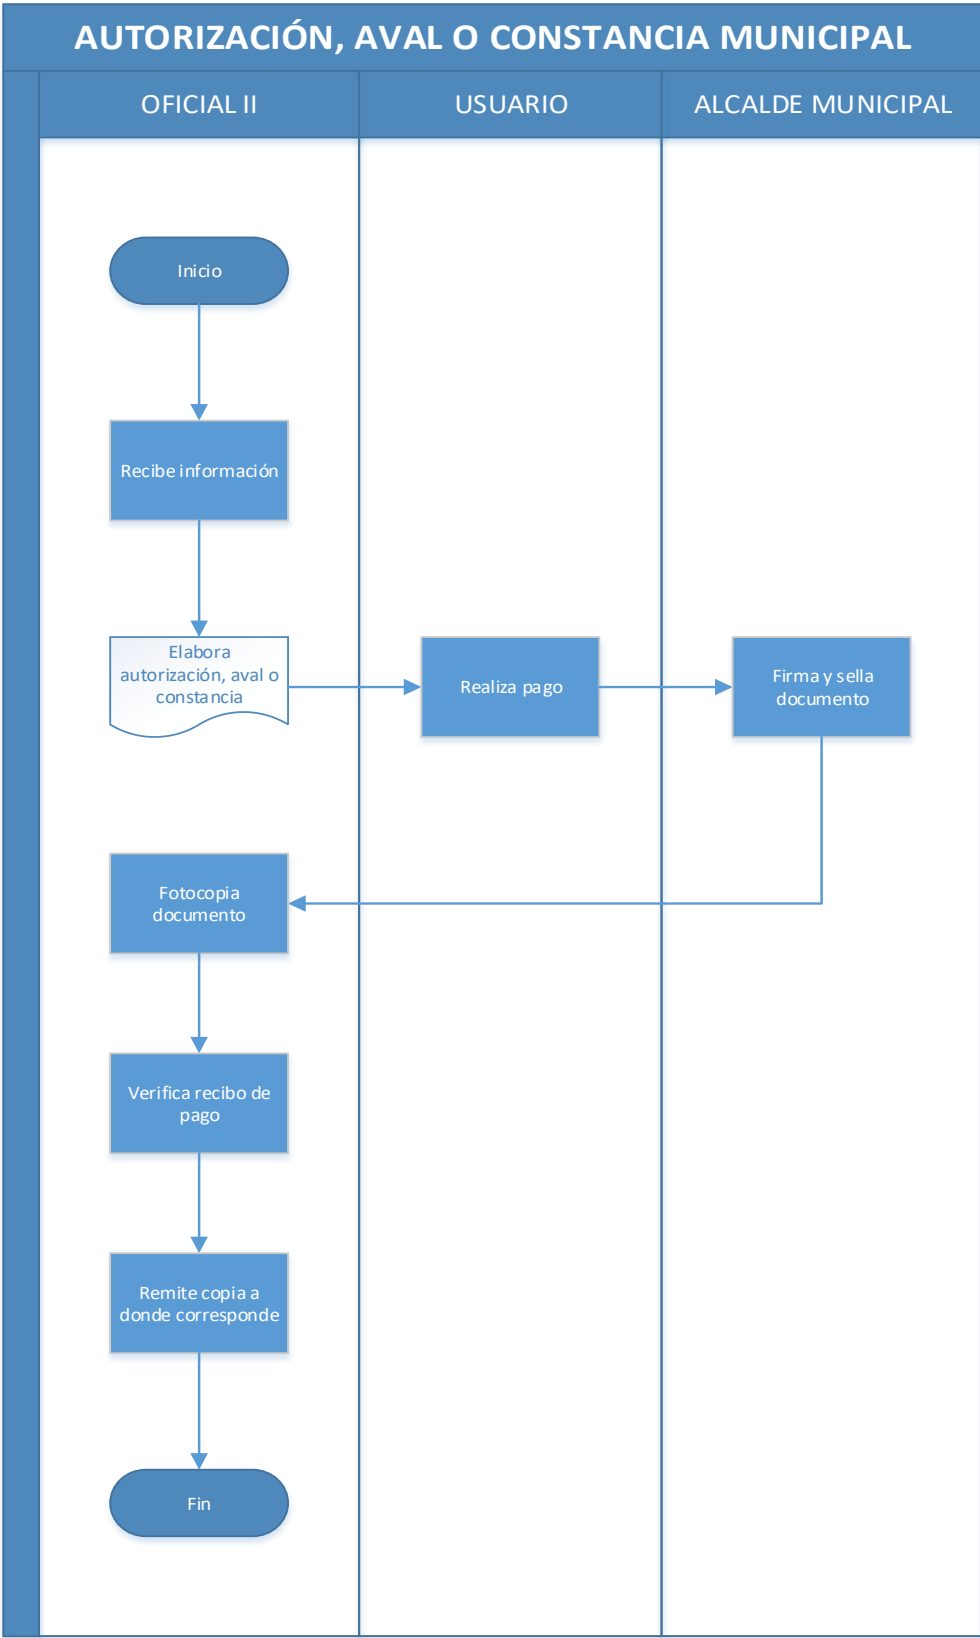 AUTORIZACIÓN, AVAL O CONSTANCIA MUNICIPAL
OFICIAL II
USUARIO
ALCALDE MUNICIPAL
Inicio
Recibe información
Elabora
autorización, aval o
constancia
Realiza pago
Firma y sella
documento
Fotocopia
documento
Verifica recibo de
pago
Remite copia a
donde corresponde
Fin